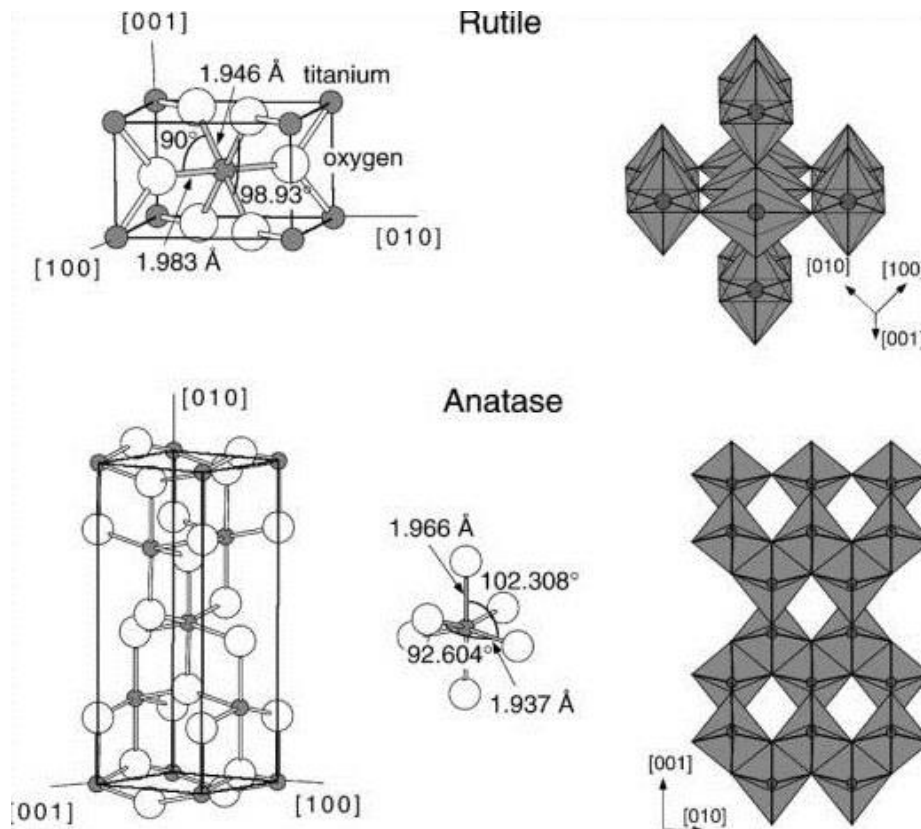 Rutile
[001]
1.946 Å
titanium
90°
oxygen
98.93°
[010]
[100]
1.983 Å
[010]
[100]
[001]
Anatase
[010]
1.966 Å
102.308°
92.604°
1.937 Å
[001]
[100]
[001]
[010]